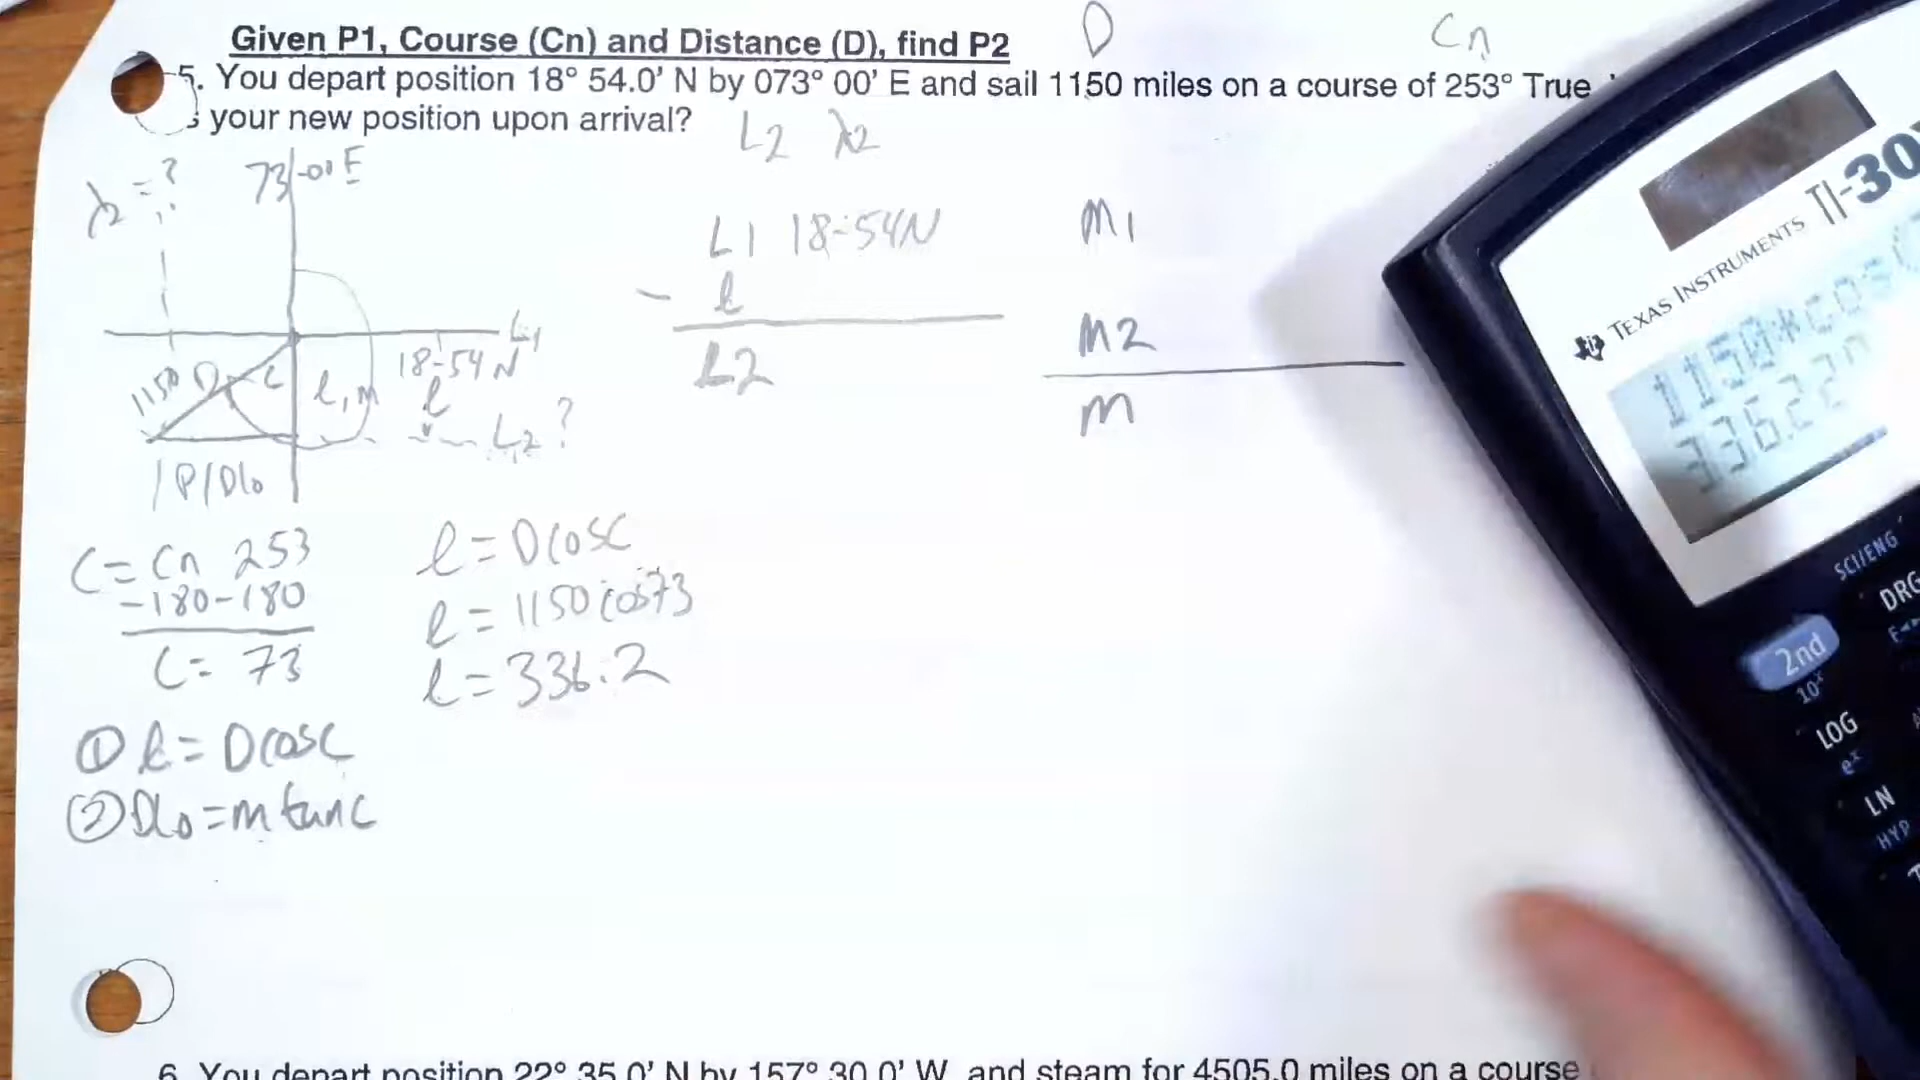 Given P1, Course (Cn) and Distance (D), find P2
D
Cn
5. You depart position 18° 54.0' N by 073° 00' E and sail 1150 miles on a course of 253° True
your new position upon arrival?
L2 λ2
λ2 = ?
73-00 E
L1
18-54 N
1150 D
C
l, m
l
L2 ?
P/Dlo
L1 18-54N
- l
L2
M1
M2
m
C = Cn 253
-180 -180
C = 73
① l = D cos C
② Dlo = m tan C
l = D cos C
l = 1150 cos 73
l = 336.2
TEXAS INSTRUMENTS TI-30
1150*cos(
336.22
SCI/ENG
DRG
2nd
10ˣ
LOG
eˣ
LN
HYP
6. You depart position 22° 35.0' N by 157° 30.0' W, and steam for 4505.0 miles on a course